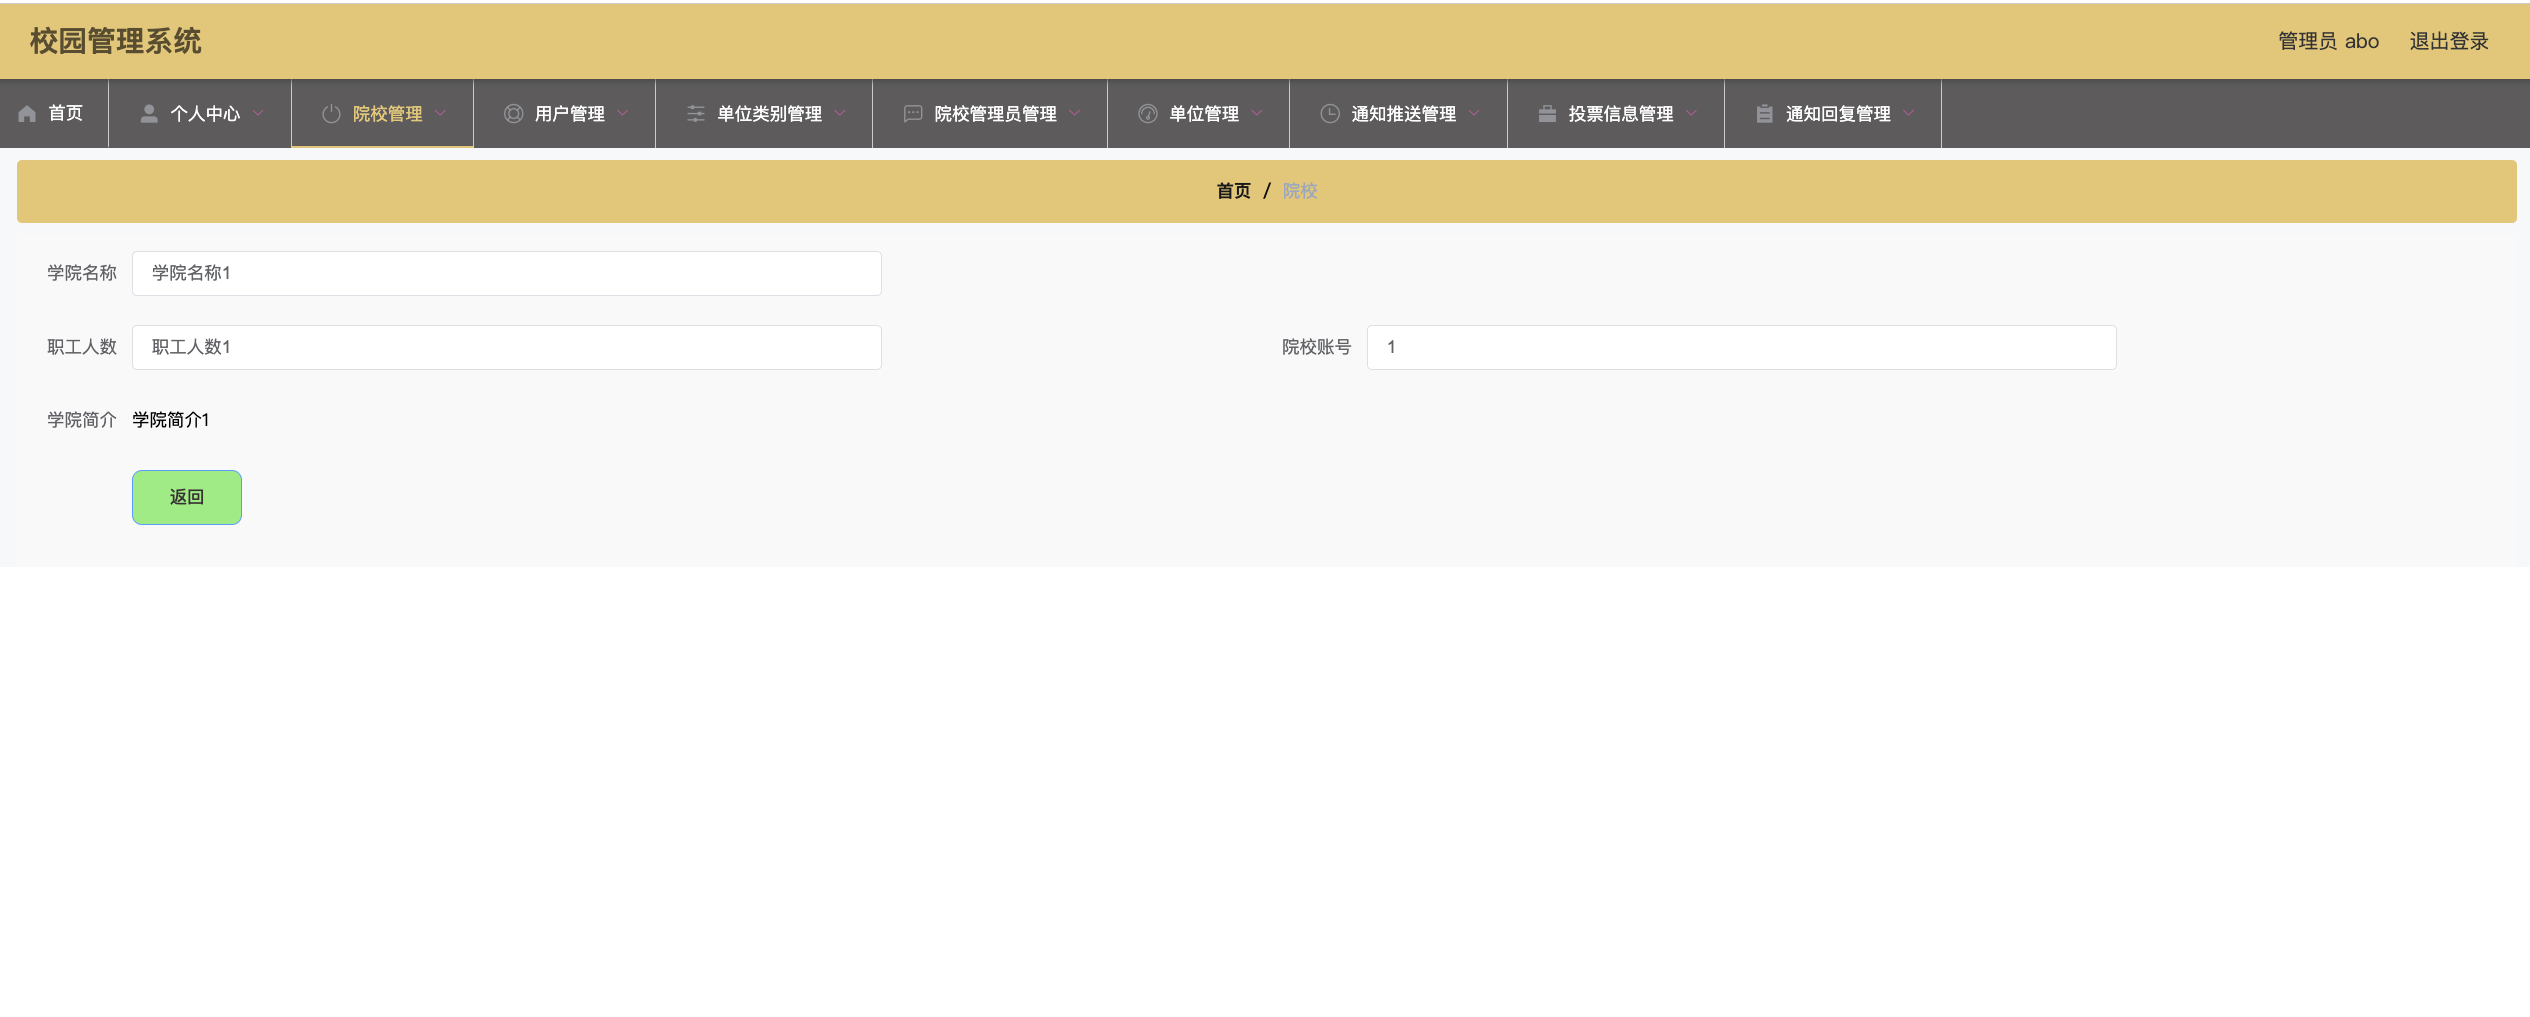 校园管理系统 管理员 abo 退出登录
首页 个人中心 院校管理 用户管理 单位类别管理 院校管理员管理 单位管理 通知推送管理 投票信息管理 通知回复管理
首页 / 院校
学院名称 学院名称1
职工人数 职工人数1 院校账号 1
学院简介 学院简介1
返回